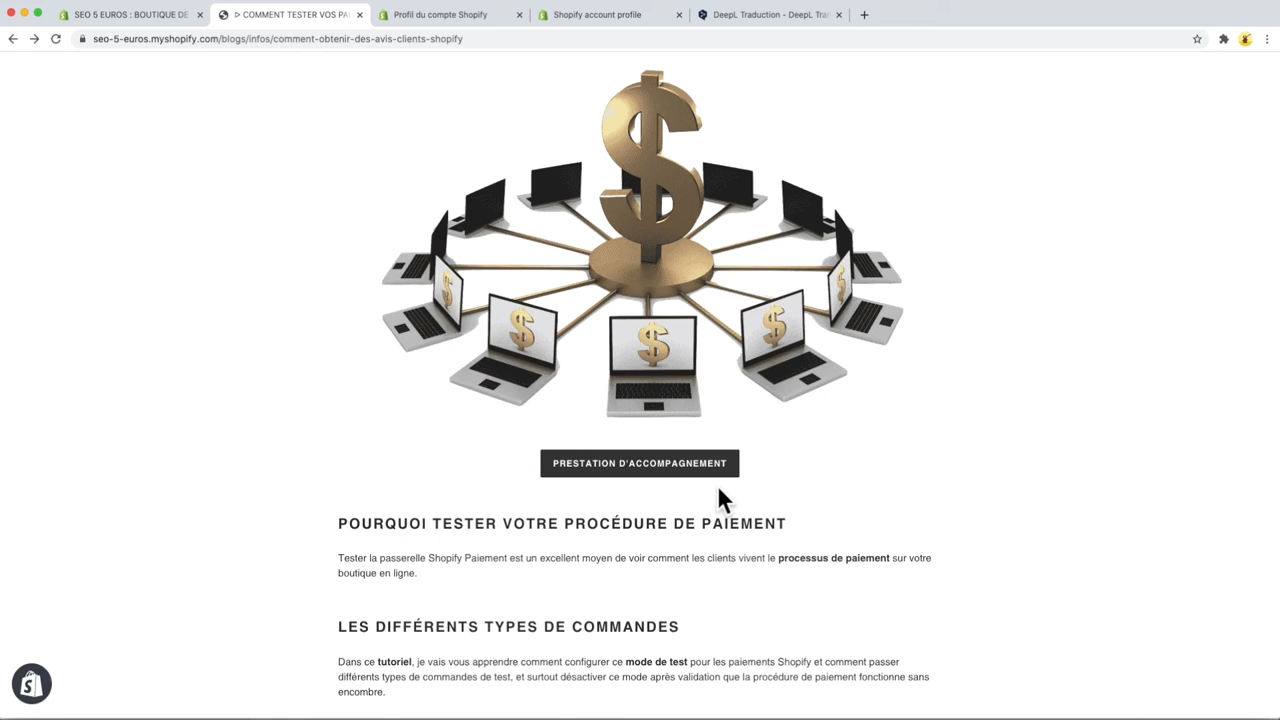 SEO 5 EUROS : BOUTIQUE DE
▷ COMMENT TESTER VOS PA
Profil du compte Shopify
Shopify account profile
DeepL Traduction - DeepL Tra
seo-5-euros.myshopify.com/blogs/infos/comment-obtenir-des-avis-clients-shopify
PRESTATION D'ACCOMPAGNEMENT
POURQUOI TESTER VOTRE PROCÉDURE DE PAIEMENT
Tester la passerelle Shopify Paiement est un excellent moyen de voir comment les clients vivent le processus de paiement sur votre
boutique en ligne.
LES DIFFÉRENTS TYPES DE COMMANDES
Dans ce tutoriel, je vais vous apprendre comment configurer ce mode de test pour les paiements Shopify et comment passer
différents types de commandes de test, et surtout désactiver ce mode après validation que la procédure de paiement fonctionne sans
encombre.